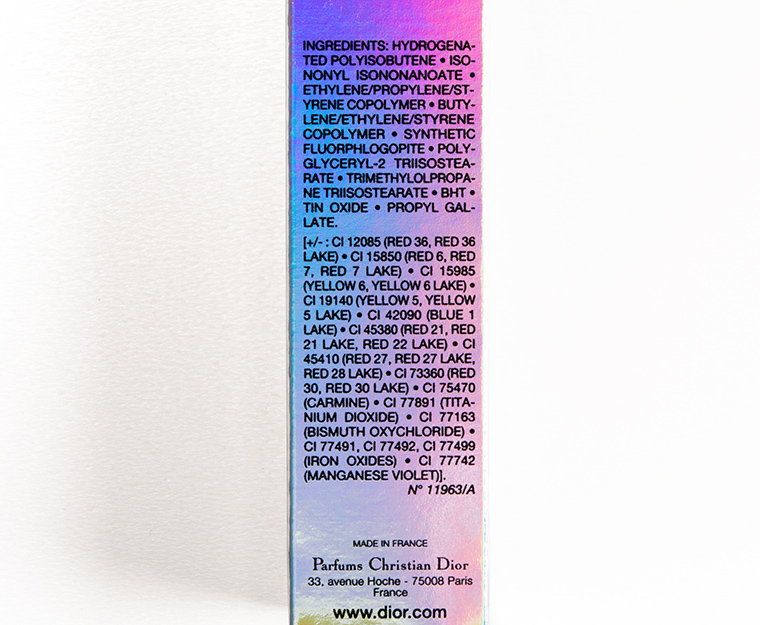 INGREDIENTS: HYDROGENA-
TED POLYISOBUTENE • ISO-
NONYL ISONONANOATE •
ETHYLENE/PROPYLENE/ST-
YRENE COPOLYMER • BUTY-
LENE/ETHYLENE/STYRENE
COPOLYMER • SYNTHETIC
FLUORPHLOGOPITE • POLY-
GLYCERYL-2 TRIISOSTEA-
RATE • TRIMETHYLOLPROPA-
NE TRIISOSTEARATE • BHT •
TIN OXIDE • PROPYL GAL-
LATE.
[+/- : CI 12085 (RED 36, RED 36
LAKE) • CI 15850 (RED 6, RED
7, RED 7 LAKE) • CI 15985
(YELLOW 6, YELLOW 6 LAKE) •
CI 19140 (YELLOW 5, YELLOW
5 LAKE) • CI 42090 (BLUE 1
LAKE) • CI 45380 (RED 21, RED
21 LAKE, RED 22 LAKE) • CI
45410 (RED 27, RED 27 LAKE,
RED 28 LAKE) • CI 73360 (RED
30, RED 30 LAKE) • CI 75470
(CARMINE) • CI 77891 (TITA-
NIUM DIOXIDE) • CI 77163
(BISMUTH OXYCHLORIDE) •
CI 77491, CI 77492, CI 77499
(IRON OXIDES) • CI 77742
(MANGANESE VIOLET)].
N° 11963/A
MADE IN FRANCE
Parfums Christian Dior
33, avenue Hoche - 75008 Paris
France
www.dior.com